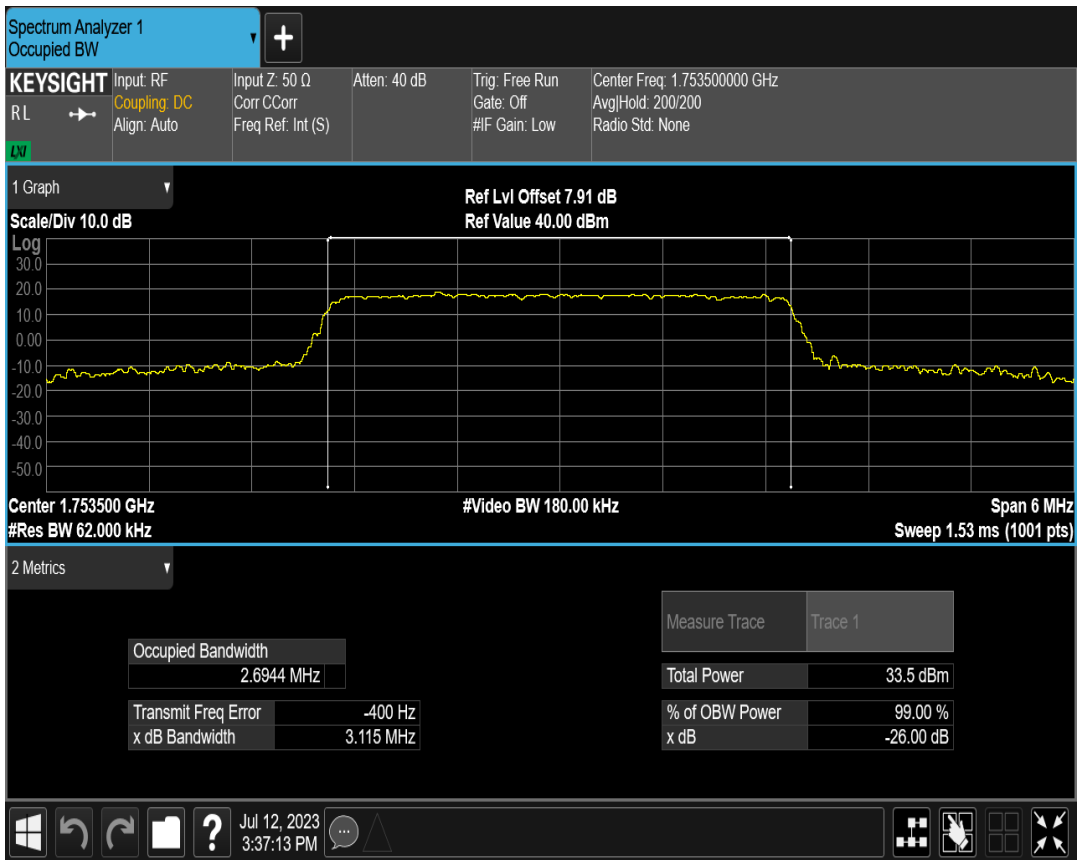 Spectrum Analyzer 1
Occupied BW
KEYSIGHT
RL
LXI
Input: RF
Coupling: DC
Align: Auto
Input Z: 50 Ω
Corr CCorr
Freq Ref: Int (S)
Atten: 40 dB
Trig: Free Run
Gate: Off
#IF Gain: Low
Center Freq: 1.753500000 GHz
Avg|Hold: 200/200
Radio Std: None
1 Graph
Scale/Div 10.0 dB
Ref Lvl Offset 7.91 dB
Ref Value 40.00 dBm
Log
30.0
20.0
10.0
0.00
-10.0
-20.0
-30.0
-40.0
-50.0
Center 1.753500 GHz
#Video BW 180.00 kHz
Span 6 MHz
#Res BW 62.000 kHz
Sweep 1.53 ms (1001 pts)
2 Metrics
Measure Trace Trace 1
Occupied Bandwidth
2.6944 MHz
Total Power 33.5 dBm
Transmit Freq Error -400 Hz
% of OBW Power 99.00 %
x dB Bandwidth 3.115 MHz
x dB -26.00 dB
?
Jul 12, 2023
3:37:13 PM